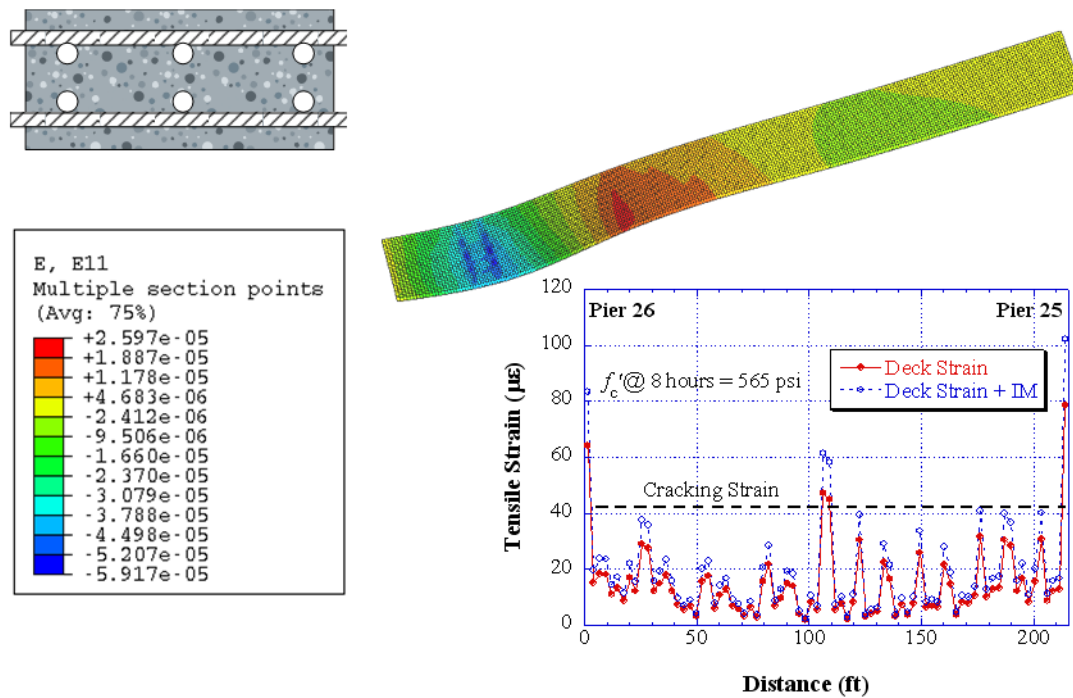 E, E11
Multiple section points
(Avg: 75%)
+2.597e-05
+1.887e-05
+1.178e-05
+4.683e-06
-2.412e-06
-9.506e-06
-1.660e-05
-2.370e-05
-3.079e-05
-3.788e-05
-4.498e-05
-5.207e-05
-5.917e-05
120
100
80
60
40
20
0
Tensile Strain (με)
Pier 26
Pier 25
f'c @ 8 hours = 565 psi
Deck Strain
Deck Strain + IM
Cracking Strain
0
50
100
150
200
Distance (ft)